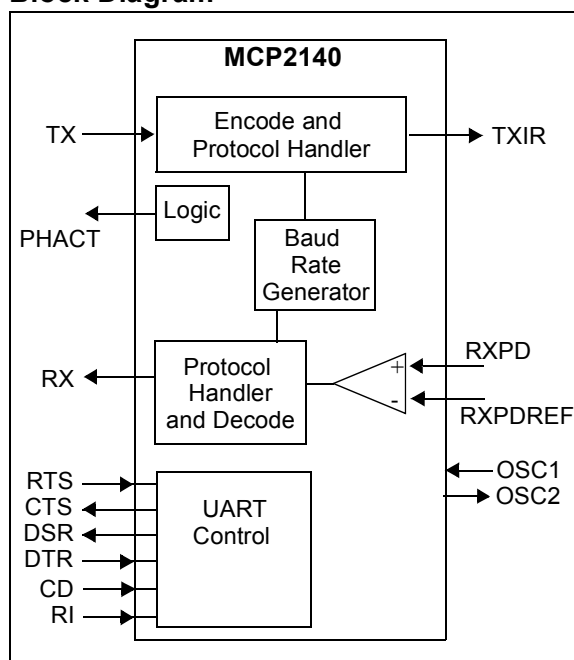 Block Diagram
MCP2140
TX
Encode and
Protocol Handler
TXIR
Logic
PHACT
Baud
Rate
Generator
RX
Protocol
Handler
and Decode
+
-
RXPD
RXPDREF
OSC1
OSC2
RTS
CTS
DSR
DTR
CD
RI
UART
Control